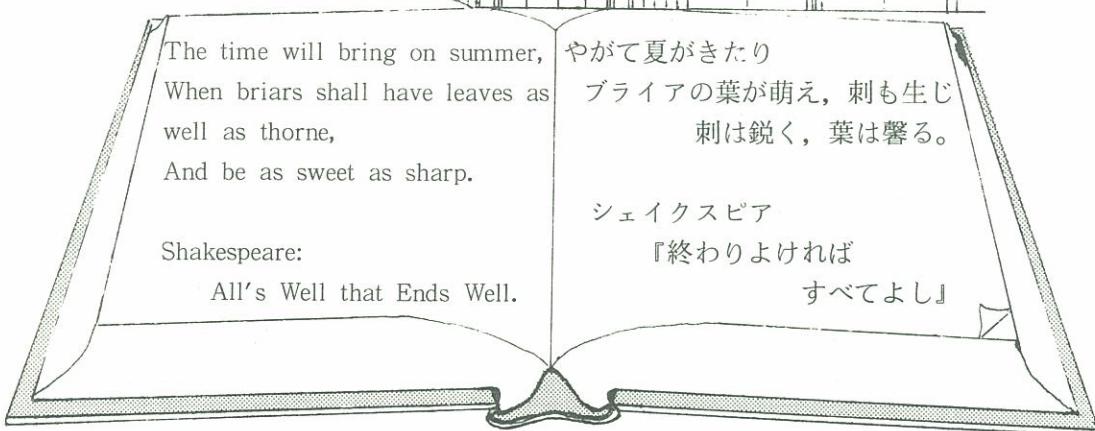 The time will bring on summer,
When briars shall have leaves as
well as thorne,
And be as sweet as sharp.
Shakespeare:
All's Well that Ends Well.
やがて夏がきたり
ブライアの葉が萌え，刺も生じ
刺は鋭く，葉は馨る。
シェイクスピア
『終わりよければ
すべてよし』